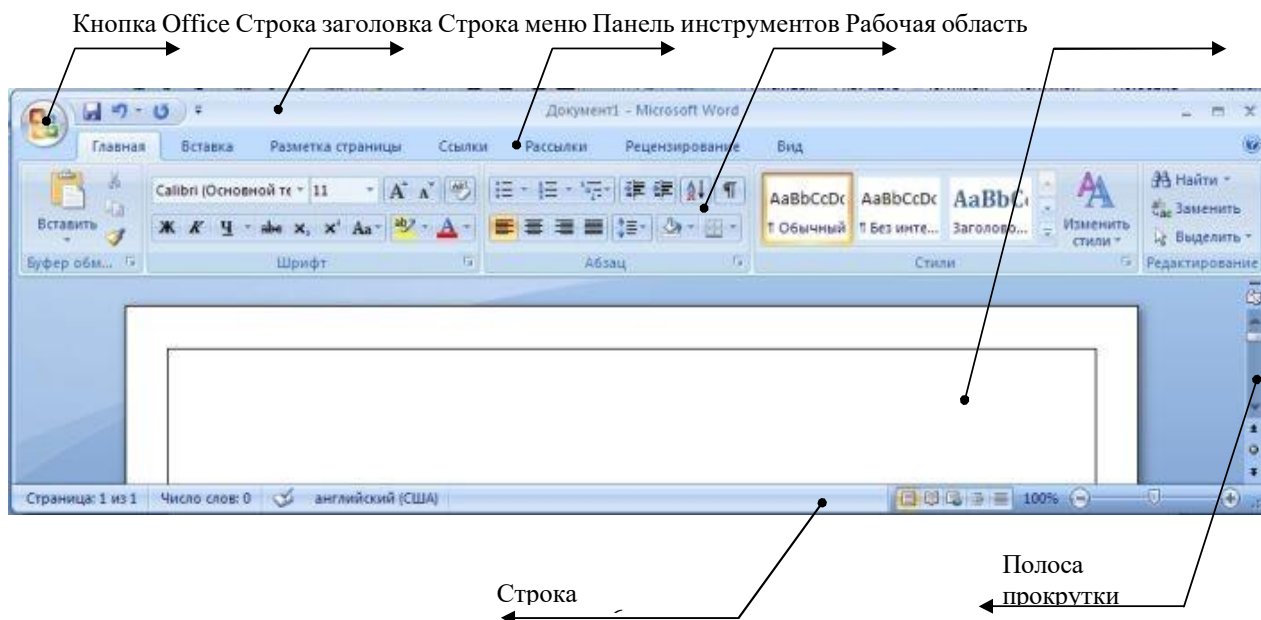 Кнопка Office Строка заголовка Строка меню Панель инструментов Рабочая область
Документ1 - Microsoft Word
Главная Вставка Разметка страницы Ссылки Рассылки Рецензирование Вид
Calibri (Основной те 11
Вставить
Ж К Ч abc x, x' Aa
AaBbCcDc AaBbCcDc AaBbC
¶ Обычный ¶ Без инте... Заголово...
Изменить
стили
Найти
Заменить
Выделить
Буфер обм... Шрифт Абзац Стили Редактирование
Страница: 1 из 1 Число слов: 0 английский (США) 100%
Строка
Полоса
прокрутки